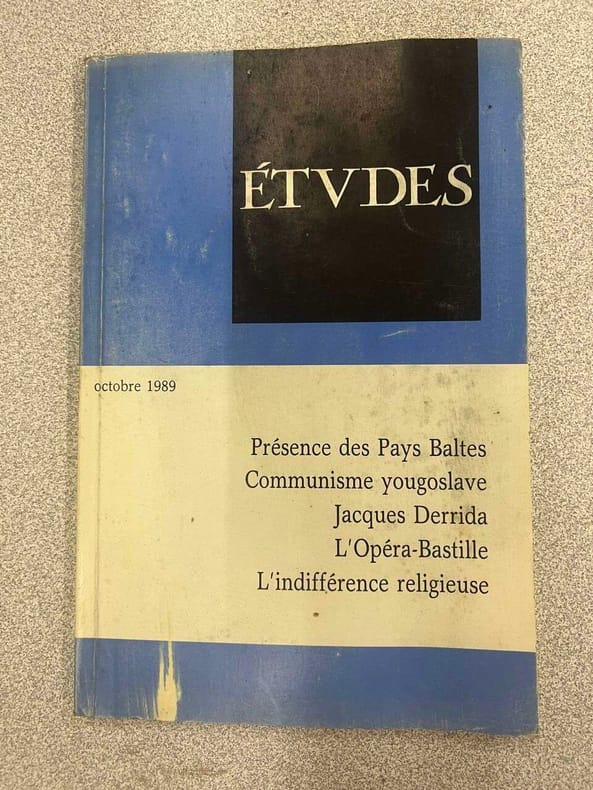 ÉTVDES
octobre 1989
Présence des Pays Baltes
Communisme yougoslave
Jacques Derrida
L'Opéra-Bastille
L'indifférence religieuse